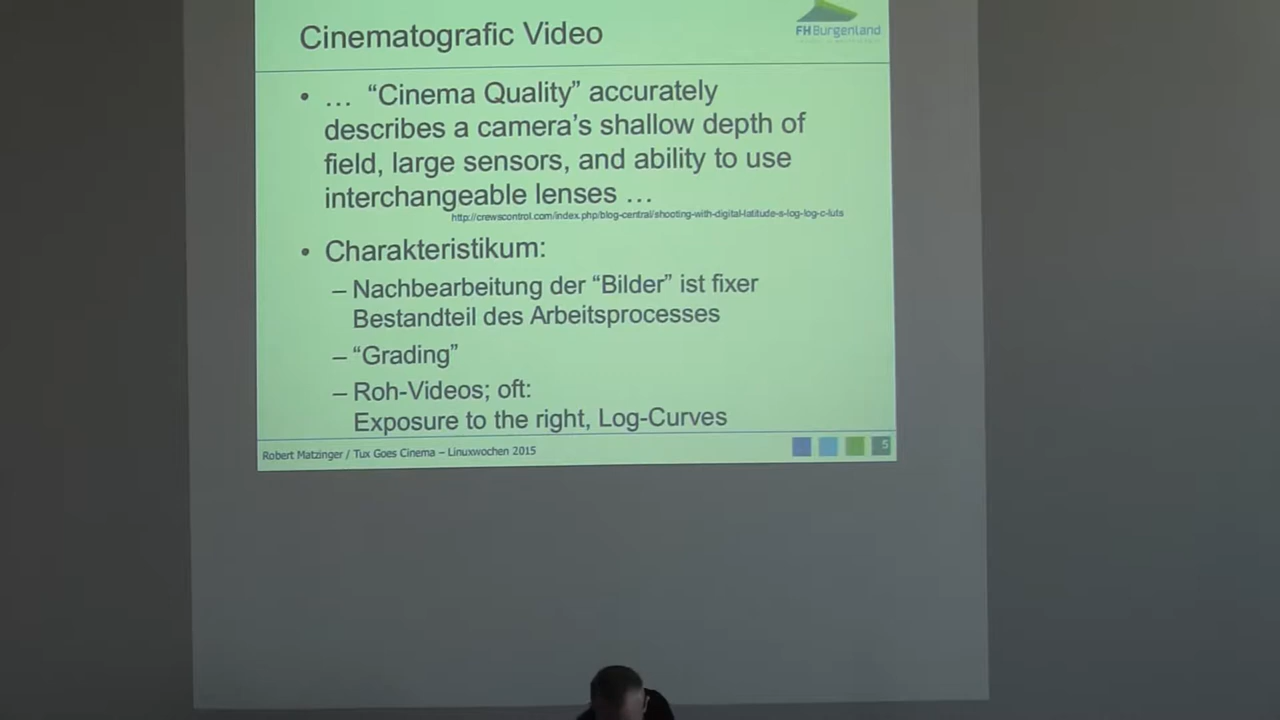 Cinematografic Video
FH Burgenland
• … “Cinema Quality” accurately
describes a camera’s shallow depth of
field, large sensors, and ability to use
interchangeable lenses …
http://crewscontrol.com/index.php/blog-central/shooting-with-digital-latitude-s-log-log-c-luts
• Charakteristikum:
– Nachbearbeitung der “Bilder” ist fixer
Bestandteil des Arbeitsprocesses
– “Grading”
– Roh-Videos; oft:
Exposure to the right, Log-Curves
Robert Matzinger / Tux Goes Cinema – Linuxwochen 2015
5